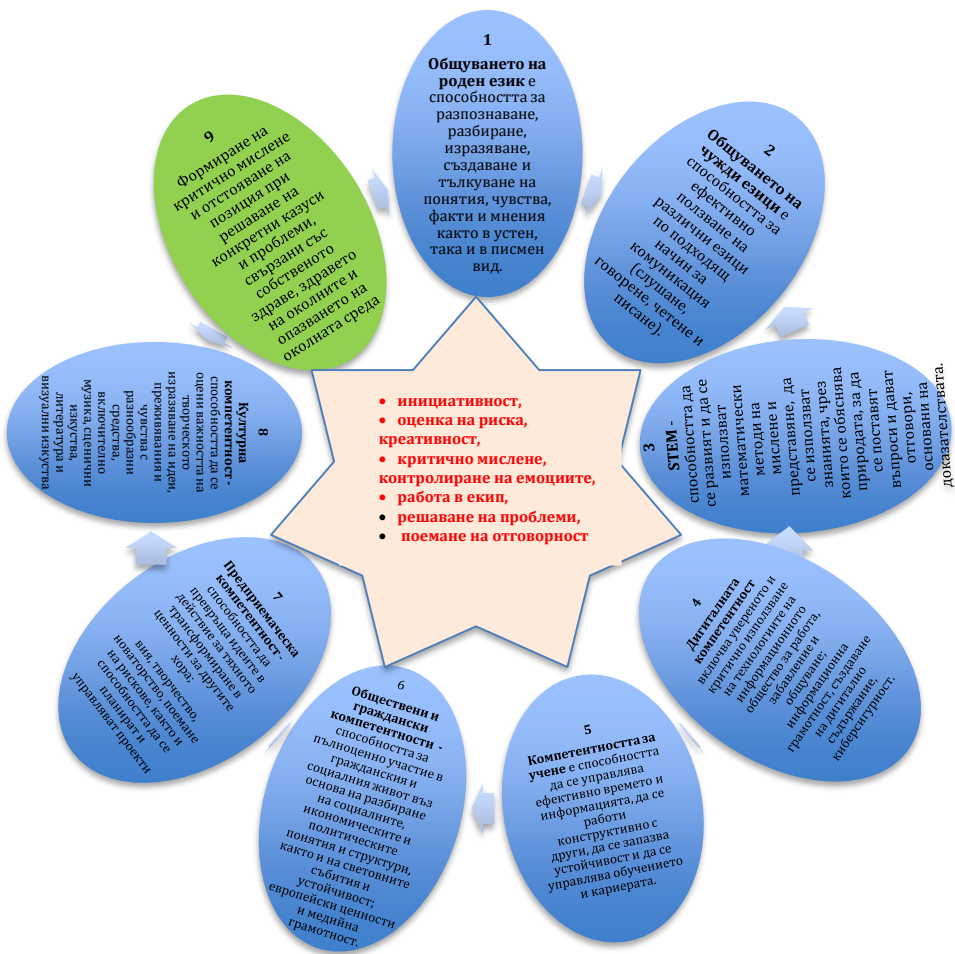 1
Общуването на
роден език е
способността за
разпознаване,
разбиране,
изразяване,
създаване и
тълкуване на
понятия, чувства,
факти и мнения
както в устен,
така и в писмен
вид.
2
Общуването на
чужди езици е
способността за
ефективно
ползване на
различни езици
по подходящ
начин за
комуникация
(слушане,
говорене, четене и
писане).
3
STEM -
способността да
се развият и да се
използват
математически
методи на
мислене и
представяне, да
се използват
знанията, чрез
които се обяснява
природата, за да
се поставят
въпроси и дават
отговори,
основани на
доказателствата.
4
Дигиталната
компетентност
включва увереното и
критично използване
на технологиите на
информационното
общество за работа,
забавление и
общуване;
информационна
грамотност, създаване
на дигитално
съдържание,
киберсигурност.
5
Компетентността за
учене е способността
да се управлява
ефективно времето и
информацията, да се
работи
конструктивно с
други, да се запазва
устойчивост и да се
управлява обучението
и кариерата.
6
Обществени и
граждански
компетентности -
способността за
пълноценно участие в
гражданския и
социалния живот въз
основа на разбиране
на социалните,
икономическите и
политическите
понятия и структури,
както и на световните
събития и
устойчивост;
европейски ценности
и медийна
грамотност.
7
Предприемаческа
компетентност -
способността да
превръща идеите в
действие за тяхното
трансформиране в
ценности за другите
хора;
вия, творчество,
новаторство, поемане
на рискове, както и
способността да се
планират и
управляват проекти
8
Културна
компетентност-
способността да се
оцени важността на
творческото
изразяване на идеи,
преживявания и
чувства с
разнообразни
средства,
включително
музика, сценични
изкуства,
литература и
визуални изкуства
9
Формиране на
критично мислене
и отстояване на
позиция при
решаване на
конкретни казуси
и проблеми,
свързани със
собственото
здраве, здравето
на околните и
опазването на
околната среда
• инициативност,
• оценка на риска,
креативност,
• критично мислене,
контролиране на емоциите,
• работа в екип,
• решаване на проблеми,
• поемане на отговорност